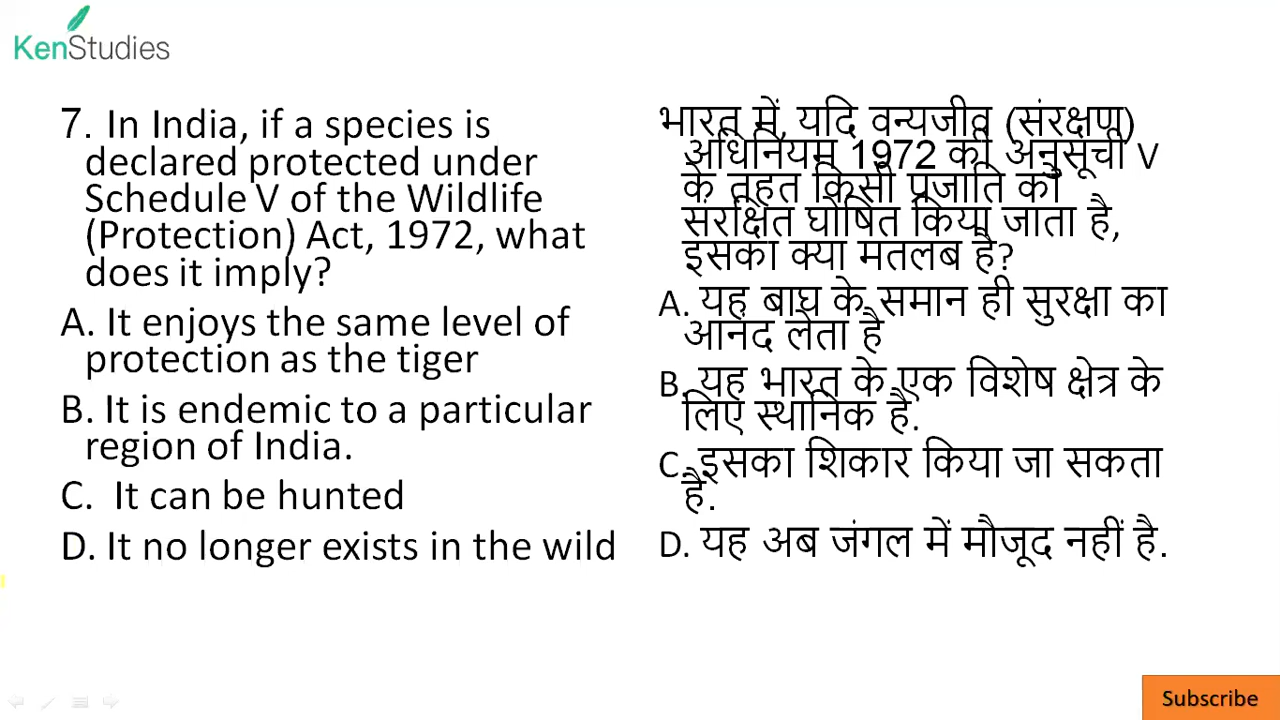 KenStudies
7. In India, if a species is
declared protected under
Schedule V of the Wildlife
(Protection) Act, 1972, what
does it imply?
A. It enjoys the same level of
protection as the tiger
B. It is endemic to a particular
region of India.
C. It can be hunted
D. It no longer exists in the wild
भारत में, यदि वन्यजीव (संरक्षण)
अधिनियम 1972 की अनुसूची V
के तहत किसी प्रजाति को
संरक्षित घोषित किया जाता है,
इसका क्या मतलब है?
A. यह बाघ के समान ही सुरक्षा का
आनंद लेता है
B. यह भारत के एक विशेष क्षेत्र के
लिए स्थानिक है.
C. इसका शिकार किया जा सकता
है.
D. यह अब जंगल में मौजूद नहीं है.
Subscribe